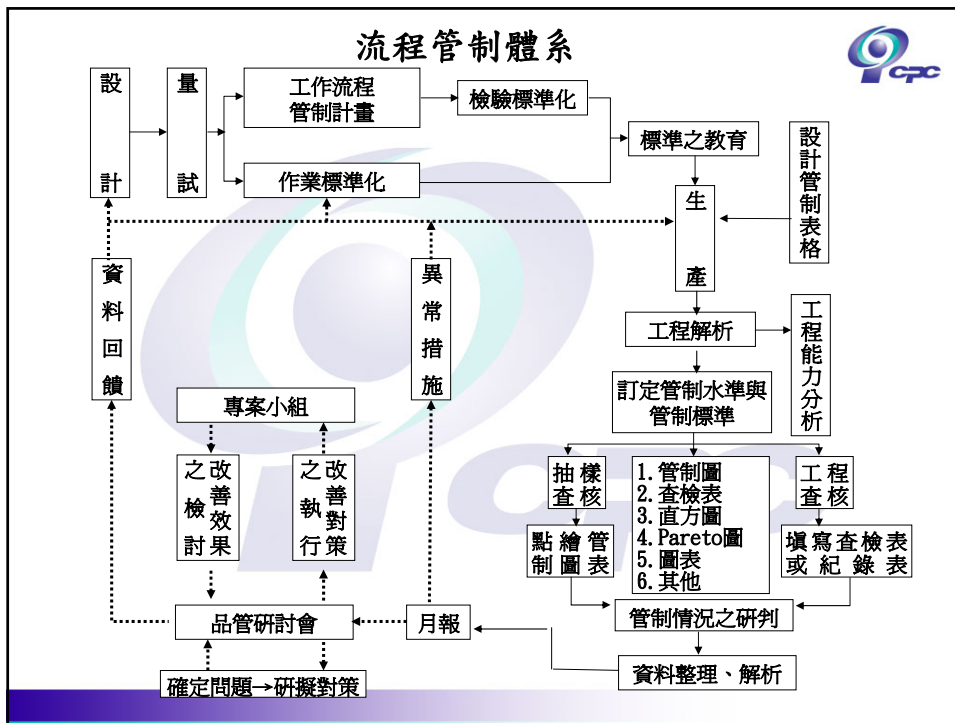 流程管制體系
cpc
設計
量試
工作流程
管制計畫
檢驗標準化
作業標準化
標準之教育
設計管制表格
生產
資料回饋
異常措施
工程解析
工程能力分析
訂定管制水準與
管制標準
專案小組
改善效果
之檢討
改善對策
之執行
抽樣
查核
1.管制圖
2.查檢表
3.直方圖
4.Pareto圖
5.圖表
6.其他
工程
查核
點繪管
制圖表
填寫查檢表
或紀錄表
管制情況之研判
品管研討會
月報
資料整理、解析
確定問題→研擬對策
cpc